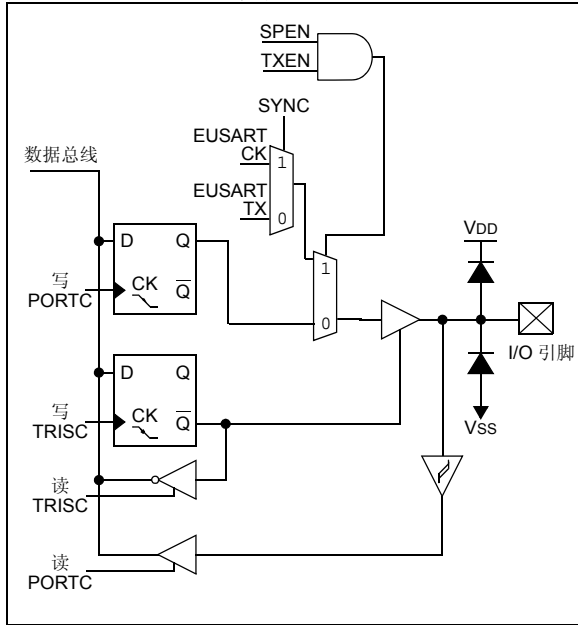 SPEN
TXEN
SYNC
EUSART
CK
1
EUSART
TX
0
数据总线
D Q
CK Q
写
PORTC
1
0
VDD
I/O 引脚
VSS
D Q
CK Q
写
TRISC
读
TRISC
读
PORTC